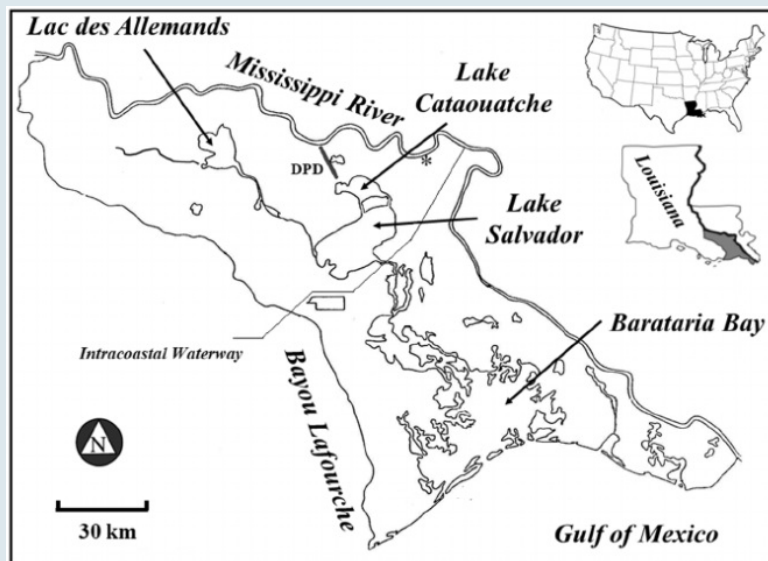 Lac des Allemands
Mississippi River
Lake
Cataouatche
DPD
*
Lake
Salvador
Louisiana
Barataria Bay
Intracoastal Waterway
Bayou Lafourche
N
30 km
Gulf of Mexico